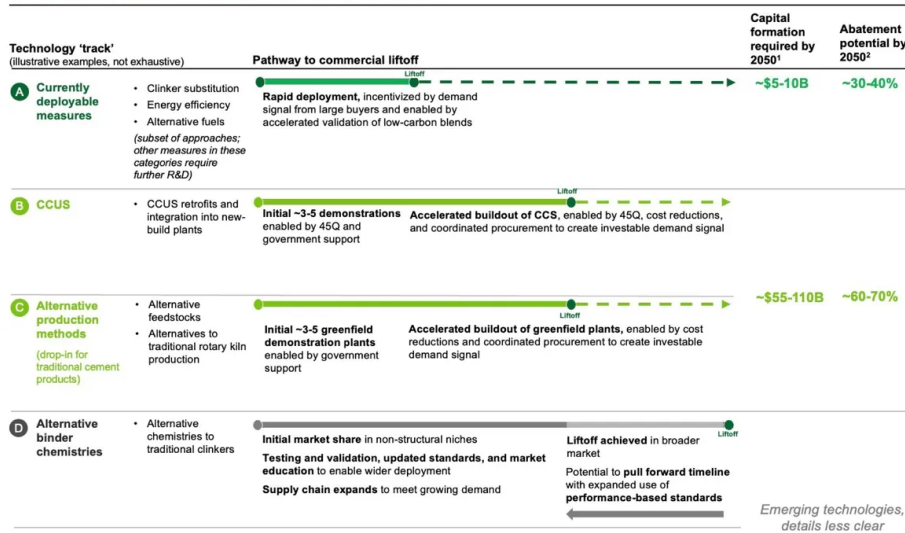 Technology 'track'
(illustrative examples, not exhaustive)
Pathway to commercial liftoff
Capital
formation
required by
2050¹
Abatement
potential by
2050²
A
Currently
deployable
measures
• Clinker substitution
• Energy efficiency
• Alternative fuels
(subset of approaches;
other measures in these
categories require
further R&D)
Liftoff
Rapid deployment, incentivized by demand
signal from large buyers and enabled by
accelerated validation of low-carbon blends
~$5-10B
~30-40%
B
CCUS
• CCUS retrofits and
integration into new-
build plants
Liftoff
Initial ~3-5 demonstrations
enabled by 45Q and
government support
Accelerated buildout of CCS, enabled by 45Q, cost reductions,
and coordinated procurement to create investable demand signal
~$55-110B
~60-70%
C
Alternative
production
methods
(drop-in for
traditional cement
products)
• Alternative
feedstocks
• Alternatives to
traditional rotary kiln
production
Liftoff
Initial ~3-5 greenfield
demonstration plants
enabled by government
support
Accelerated buildout of greenfield plants, enabled by cost
reductions and coordinated procurement to create investable
demand signal
D
Alternative
binder
chemistries
• Alternative
chemistries to
traditional clinkers
Liftoff
Initial market share in non-structural niches
Testing and validation, updated standards, and market
education to enable wider deployment
Supply chain expands to meet growing demand
Liftoff achieved in broader
market
Potential to pull forward timeline
with expanded use of
performance-based standards
Emerging technologies,
details less clear